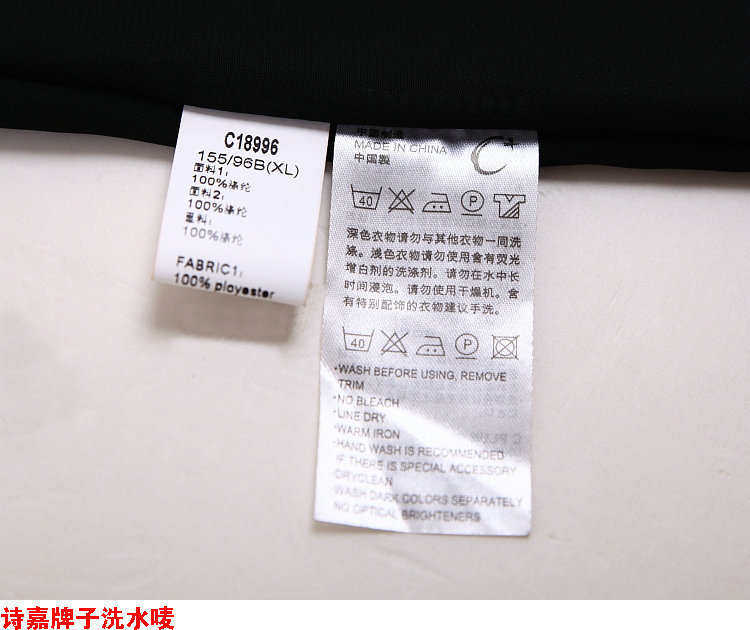 C18996
155/96B(XL)
面料1:
100%涤纶
面料2:
100%涤纶
里料:
100%涤纶
FABRIC1:
100% ployester
中国制造
MADE IN CHINA
中国製
C+
40
P
深色衣物请勿与其他衣物一同洗
涤。浅色衣物请勿使用含有荧光
增白剂的洗涤剂。请勿在水中长
时间浸泡。请勿使用干燥机。含
有特别配饰的衣物建议手洗。
40
P
•WASH BEFORE USING, REMOVE
TRIM
•NO BLEACH
•LINE DRY
•WARM IRON
•HAND WASH IS RECOMMENDED
IF THERE IS SPECIAL ACCESSORY
•DRYCLEAN
•WASH DARK COLORS SEPARATELY
NO OPTICAL BRIGHTENERS
诗嘉牌子洗水唛